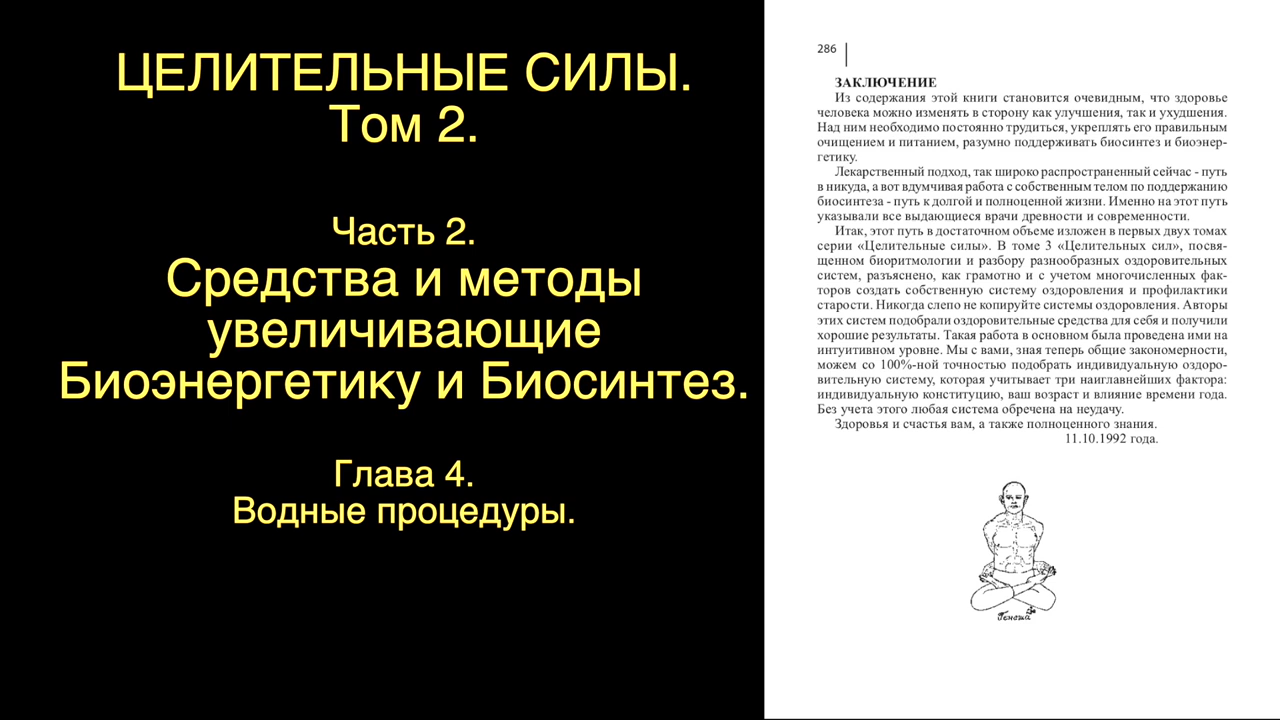 ЦЕЛИТЕЛЬНЫЕ СИЛЫ.
Том 2.
Часть 2.
Средства и методы
увеличивающие
Биоэнергетику и Биосинтез.
Глава 4.
Водные процедуры.
286
ЗАКЛЮЧЕНИЕ
Из содержания этой книги становится очевидным, что здоровье
человека можно изменять в сторону как улучшения, так и ухудшения.
Над ним необходимо постоянно трудиться, укреплять его правильным
очищением и питанием, разумно поддерживать биосинтез и биоэнер-
гетику.
Лекарственный подход, так широко распространенный сейчас - путь
в никуда, а вот вдумчивая работа с собственным телом по поддержанию
биосинтеза - путь к долгой и полноценной жизни. Именно на этот путь
указывали все выдающиеся врачи древности и современности.
Итак, этот путь в достаточном объеме изложен в первых двух томах
серии «Целительные силы». В томе 3 «Целительных сил», посвя-
щенном биоритмологии и разбору разнообразных оздоровительных
систем, разъяснено, как грамотно и с учетом многочисленных фак-
торов создать собственную систему оздоровления и профилактики
старости. Никогда слепо не копируйте системы оздоровления. Авторы
этих систем подобрали оздоровительные средства для себя и получили
хорошие результаты. Такая работа в основном была проведена ими на
интуитивном уровне. Мы с вами, зная теперь общие закономерности,
можем со 100%-ной точностью подобрать индивидуальную оздоро-
вительную систему, которая учитывает три наиглавнейших фактора:
индивидуальную конституцию, ваш возраст и влияние времени года.
Без учета этого любая система обречена на неудачу.
Здоровья и счастья вам, а также полноценного знания.
11.10.1992 года.
Геноша